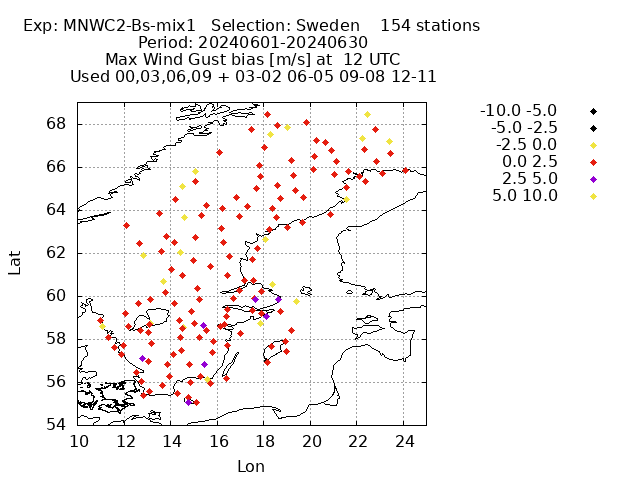 Exp: MNWC2-Bs-mix1   Selection: Sweden    154 stations
Period: 20240601-20240630
Max Wind Gust bias [m/s] at  12 UTC
Used 00,03,06,09 + 03-02 06-05 09-08 12-11
-10.0 -5.0
-5.0 -2.5
-2.5 0.0
0.0 2.5
2.5 5.0
5.0 10.0
68
66
64
62
60
58
56
54
Lat
10 12 14 16 18 20 22 24
Lon